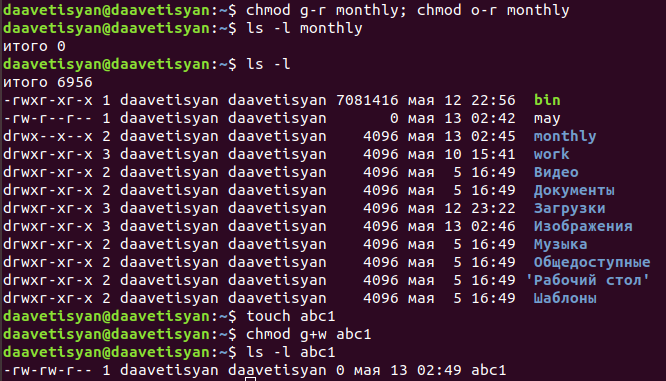 daavetisyan@daavetisyan:~$ chmod g-r monthly; chmod o-r monthly
daavetisyan@daavetisyan:~$ ls -l monthly
итого 0
daavetisyan@daavetisyan:~$ ls -l
итого 6956
-rwxr-xr-x 1 daavetisyan daavetisyan 7081416 мая 12 22:56 bin
-rw-r--r-- 1 daavetisyan daavetisyan 0 мая 13 02:42 may
drwx--x--x 2 daavetisyan daavetisyan 4096 мая 13 02:45 monthly
drwxr-xr-x 3 daavetisyan daavetisyan 4096 мая 10 15:41 work
drwxr-xr-x 2 daavetisyan daavetisyan 4096 мая 5 16:49 Видео
drwxr-xr-x 2 daavetisyan daavetisyan 4096 мая 5 16:49 Документы
drwxr-xr-x 3 daavetisyan daavetisyan 4096 мая 12 23:22 Загрузки
drwxr-xr-x 3 daavetisyan daavetisyan 4096 мая 13 02:46 Изображения
drwxr-xr-x 2 daavetisyan daavetisyan 4096 мая 5 16:49 Музыка
drwxr-xr-x 2 daavetisyan daavetisyan 4096 мая 5 16:49 Общедоступные
drwxr-xr-x 2 daavetisyan daavetisyan 4096 мая 5 16:49 'Рабочий стол'
drwxr-xr-x 2 daavetisyan daavetisyan 4096 мая 5 16:49 Шаблоны
daavetisyan@daavetisyan:~$ touch abc1
daavetisyan@daavetisyan:~$ chmod g+w abc1
daavetisyan@daavetisyan:~$ ls -l abc1
-rw-rw-r-- 1 daavetisyan daavetisyan 0 мая 13 02:49 abc1